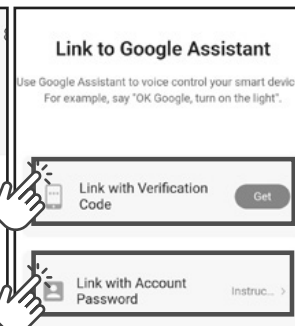 Link to Google Assistant
Use Google Assistant to voice control your smart devic
For example, say "OK Google, turn on the light".
Link with Verification
Code
Get
Link with Account
Password
Instruc... >